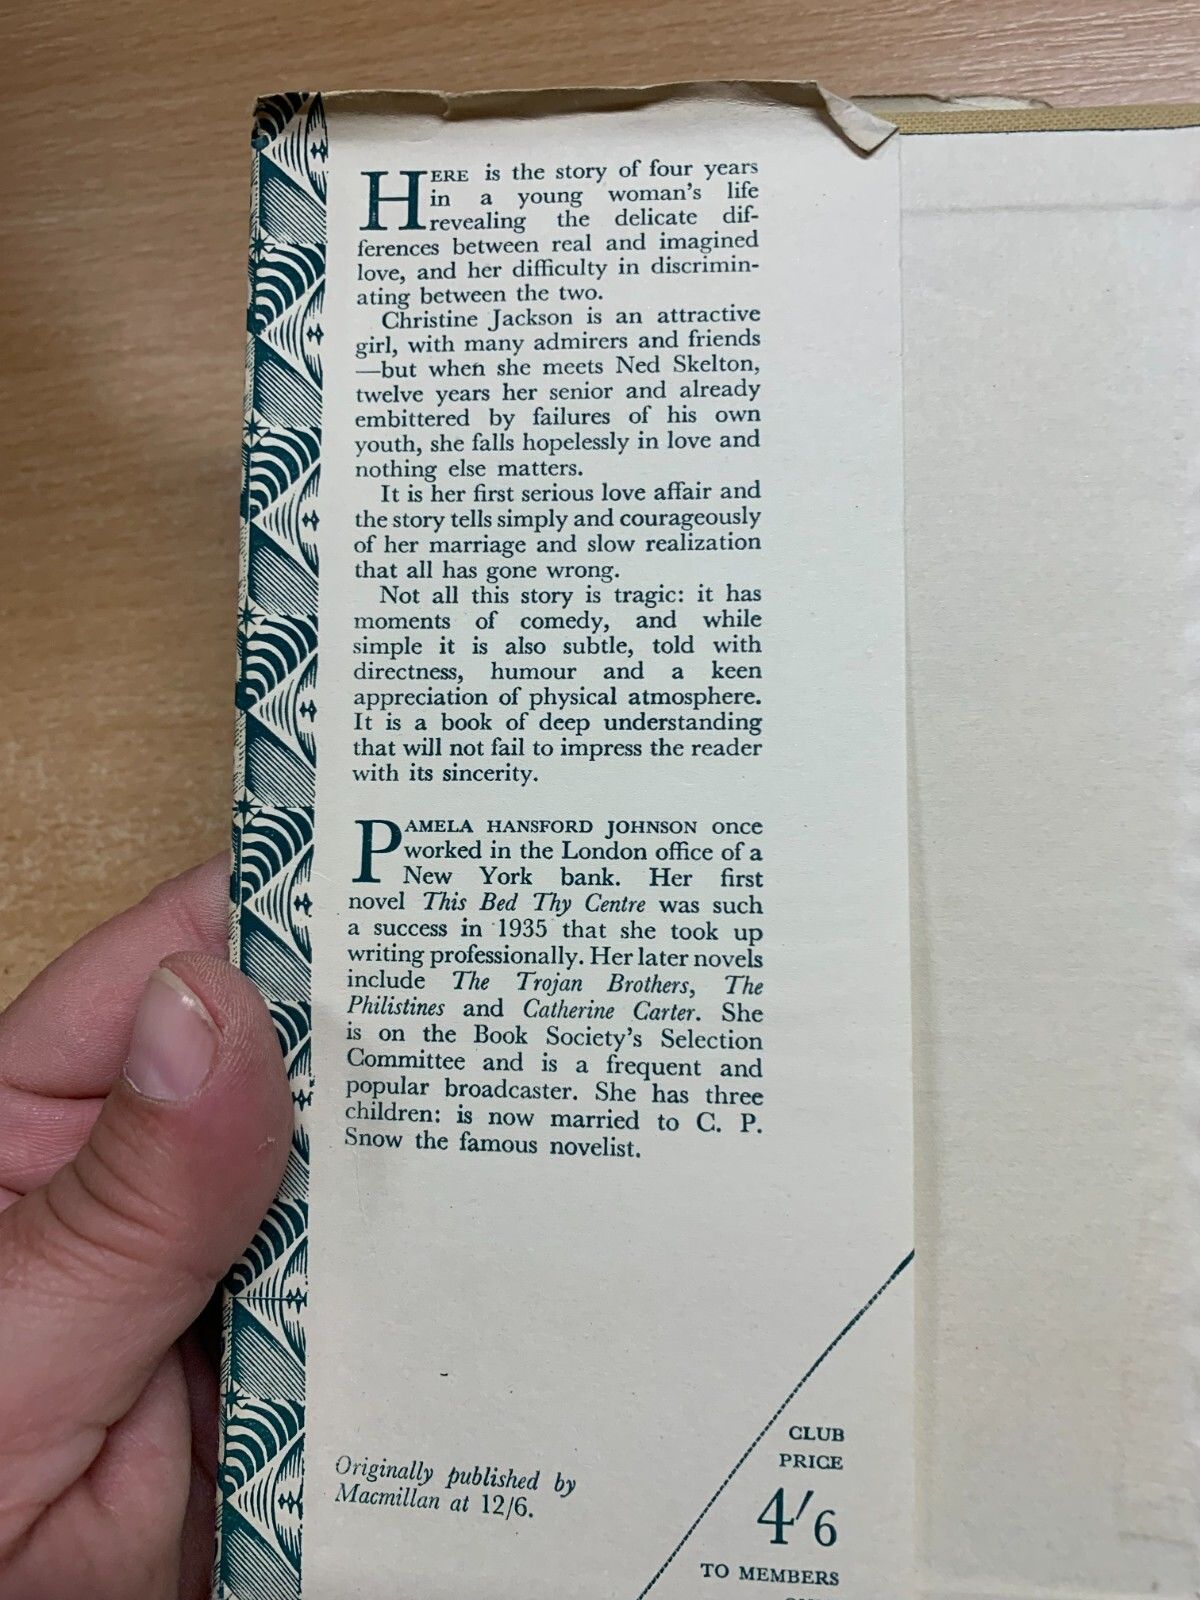 HERE is the story of four years
in a young woman's life
revealing the delicate dif-
ferences between real and imagined
love, and her difficulty in discrimin-
ating between the two.
Christine Jackson is an attractive
girl, with many admirers and friends
—but when she meets Ned Skelton,
twelve years her senior and already
embittered by failures of his own
youth, she falls hopelessly in love and
nothing else matters.
It is her first serious love affair and
the story tells simply and courageously
of her marriage and slow realization
that all has gone wrong.
Not all this story is tragic: it has
moments of comedy, and while
simple it is also subtle, told with
directness, humour and a keen
appreciation of physical atmosphere.
It is a book of deep understanding
that will not fail to impress the reader
with its sincerity.
PAMELA HANSFORD JOHNSON once
worked in the London office of a
New York bank. Her first
novel This Bed Thy Centre was such
a success in 1935 that she took up
writing professionally. Her later novels
include The Trojan Brothers, The
Philistines and Catherine Carter. She
is on the Book Society's Selection
Committee and is a frequent and
popular broadcaster. She has three
children: is now married to C. P.
Snow the famous novelist.
Originally published by
Macmillan at 12/6.
CLUB
PRICE
4/6
TO MEMBERS